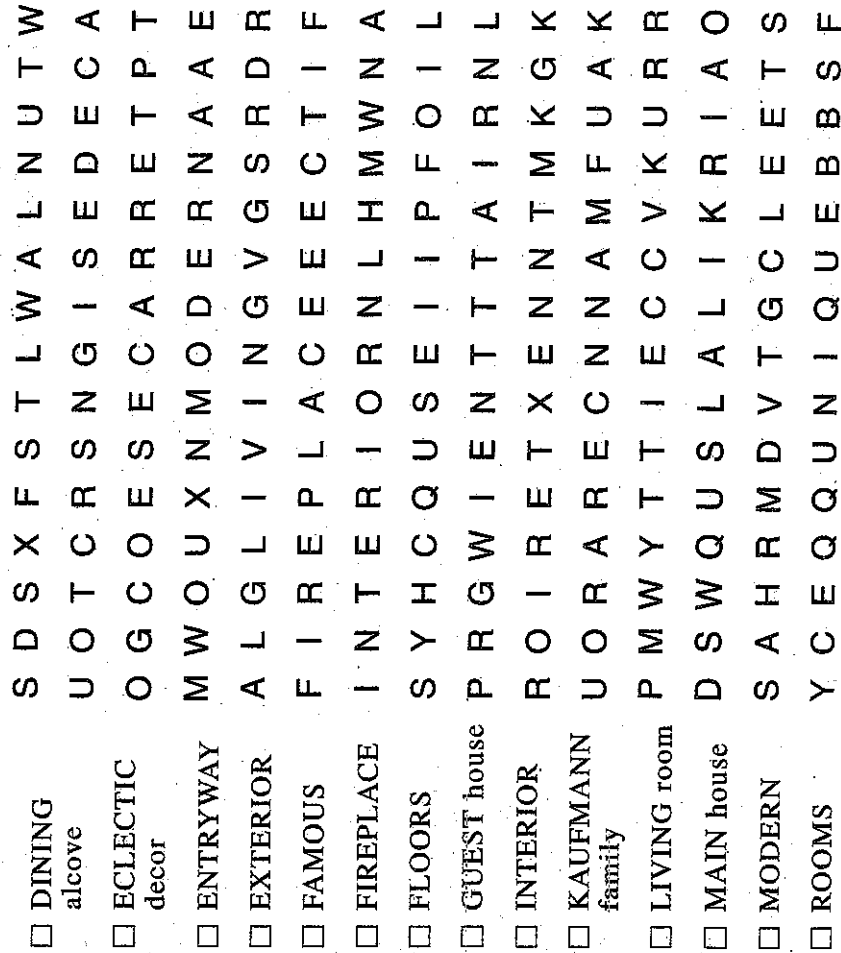 S D S X F S T L W A L N U T W
U O T C R S N G I S E D E C A
O G C O E S E C A R R E T P T
M W O U X N M O D E R N A A E
A L G L I V I N G V G S R D R
F I R E P L A C E E E C T I F
I N T E R I O R N L H M W N A
S Y H C Q U S E I I P F O I L
P R G W I E N T T T A I R N L
R O I R E T X E N N T M K G K
U O R A R E C N N A M F U A K
P M W Y T T I E C C V K U R R
D S W Q U S L A L I K R I A O
S A H R M D V T G C L E E T S
Y C E Q Q U N I Q U E B B S F
☐ DINING
alcove
☐ ECLECTIC
decor
☐ ENTRYWAY
☐ EXTERIOR
☐ FAMOUS
☐ FIREPLACE
☐ FLOORS
☐ GUEST house
☐ INTERIOR
☐ KAUFMANN
family
☐ LIVING room
☐ MAIN house
☐ MODERN
☐ ROOMS